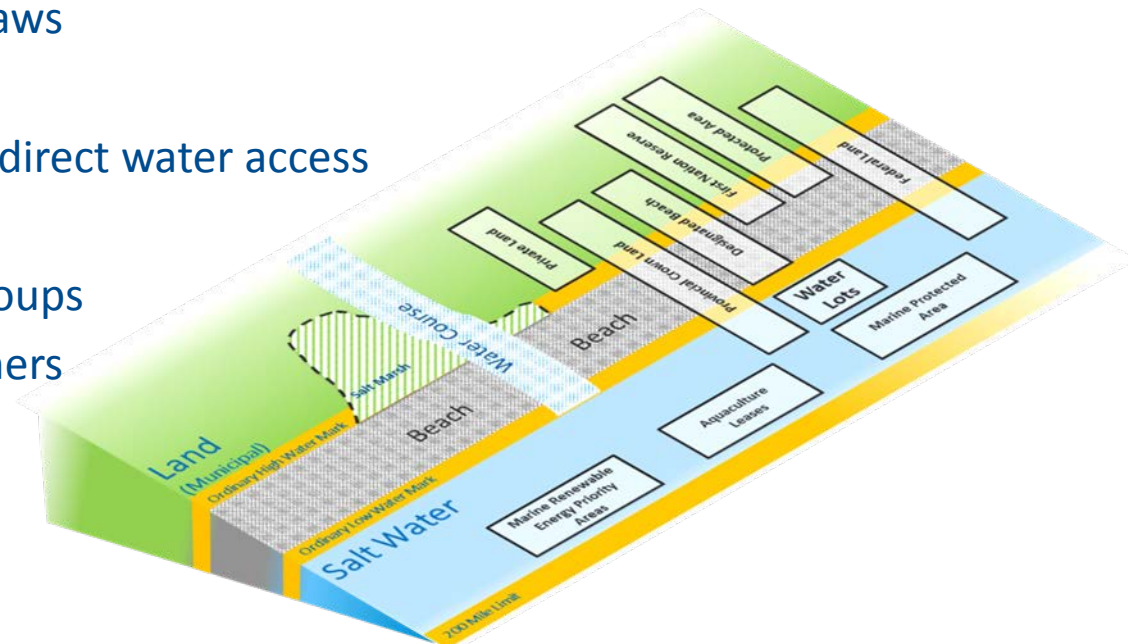 aws
direct water access
oups
ners
Protected Area
Federal Land
First Nation Reserve
Designated Beach
Private Land
Provincial Crown Land
Water
Lots
Marine Protected
Area
Water Course
Beach
Salt Marsh
Beach
Aquaculture
Leases
Land
(Municipal)
Ordinary High Water Mark
Ordinary Low Water Mark
Marine Renewable
Energy Priority
Areas
Salt Water
200 Mile Limit